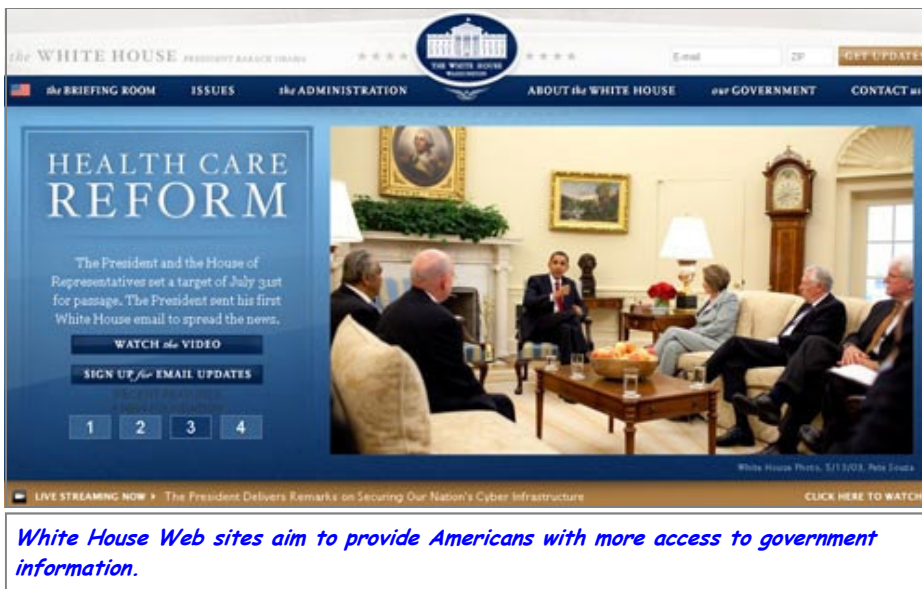 the WHITE HOUSE PRESIDENT BARACK OBAMA
THE WHITE HOUSE
WASHINGTON
E-mail
ZIP
GET UPDATES
the BRIEFING ROOM ISSUES the ADMINISTRATION ABOUT the WHITE HOUSE our GOVERNMENT CONTACT us
HEALTH CARE
REFORM
The President and the House of
Representatives set a target of July 31st
for passage. The President sent his first
White House email to spread the news.
WATCH the VIDEO
SIGN UP for EMAIL UPDATES
1 2 3 4
White House Photo, 5/13/09, Pete Souza
LIVE STREAMING NOW The President Delivers Remarks on Securing Our Nation's Cyber Infrastructure CLICK HERE TO WATCH
White House Web sites aim to provide Americans with more access to government
information.